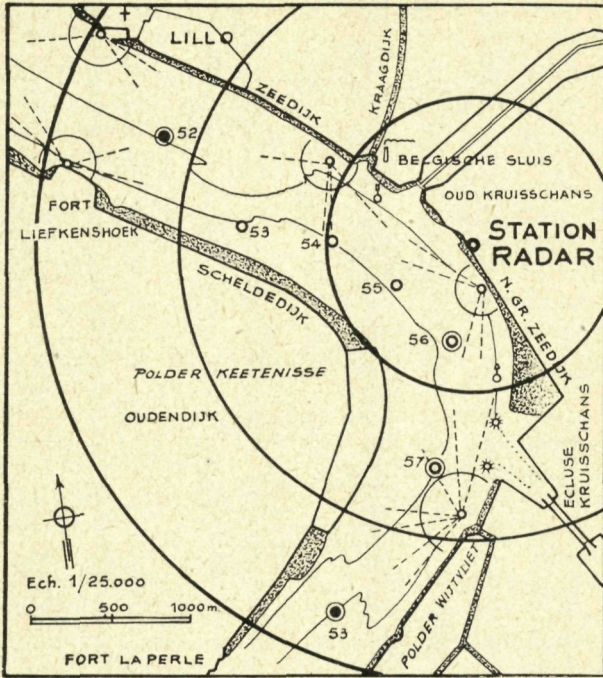 LILLO
ZEEDIJK
KRAAGDIJK
52
BELGISCHE SLUIS
OUD KRUISSCHANS
FORT
LIEFKENSHOEK
53
54
STATION
RADAR
SCHELDEDIJK
55
N. GR. ZEEDIJK
56
POLDER KEETENISSE
OUDENDIJK
57
ECLUSE
KRUISSCHANS
Ech. 1/25.000
0 500 1000 m.
53
POLDER WIJTVLIET
FORT LA PERLE